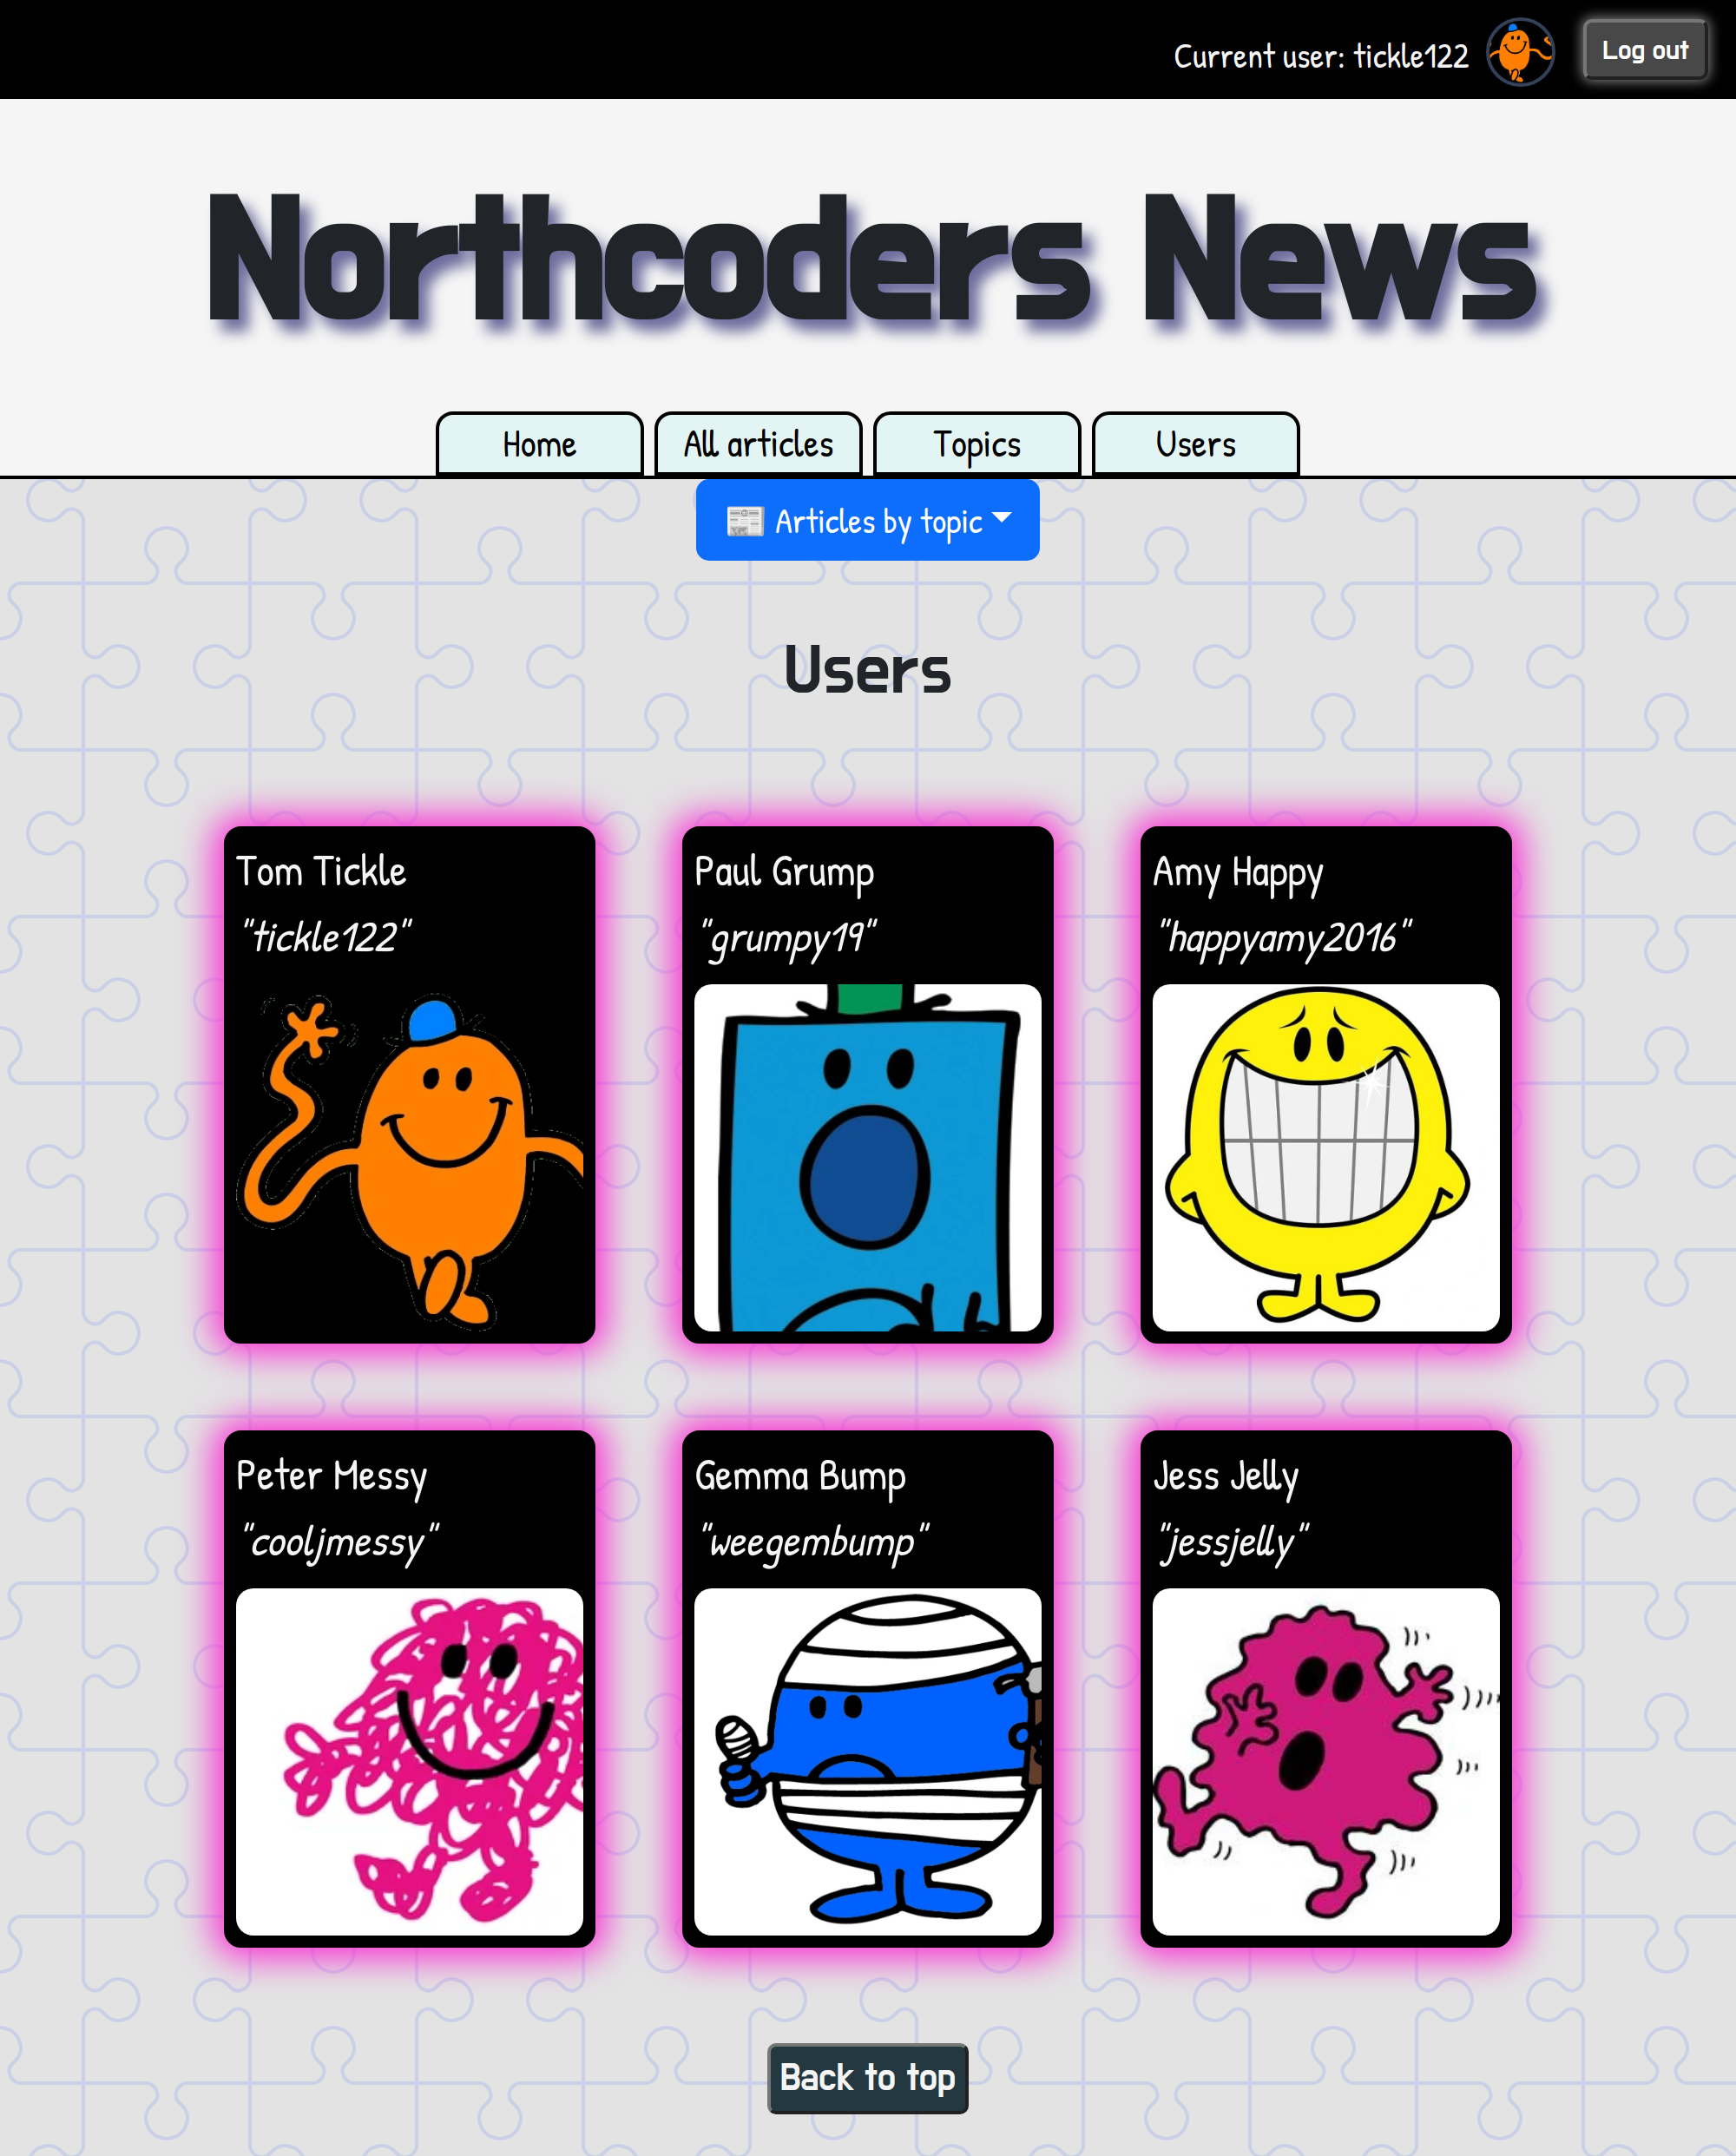 Current user: tickle122
Log out
Northcoders News
Home
All articles
Topics
Users
Articles by topic
Users
Tom Tickle
"tickle122"
Paul Grump
"grumpy19"
Amy Happy
"happyamy2016"
Peter Messy
"cooljmessy"
Gemma Bump
"weegembump"
Jess Jelly
"jessjelly"
Back to top